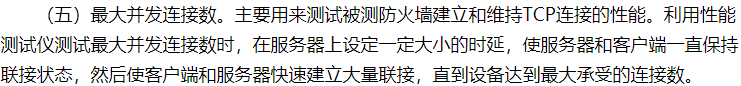 （五）最大并发连接数。主要用来测试被测防火墙建立和维持TCP连接的性能。利用性能
测试仪测试最大并发连接数时，在服务器上设定一定大小的时延，使服务器和客户端一直保持
联接状态，然后使客户端和服务器快速建立大量联接，直到设备达到最大承受的连接数。